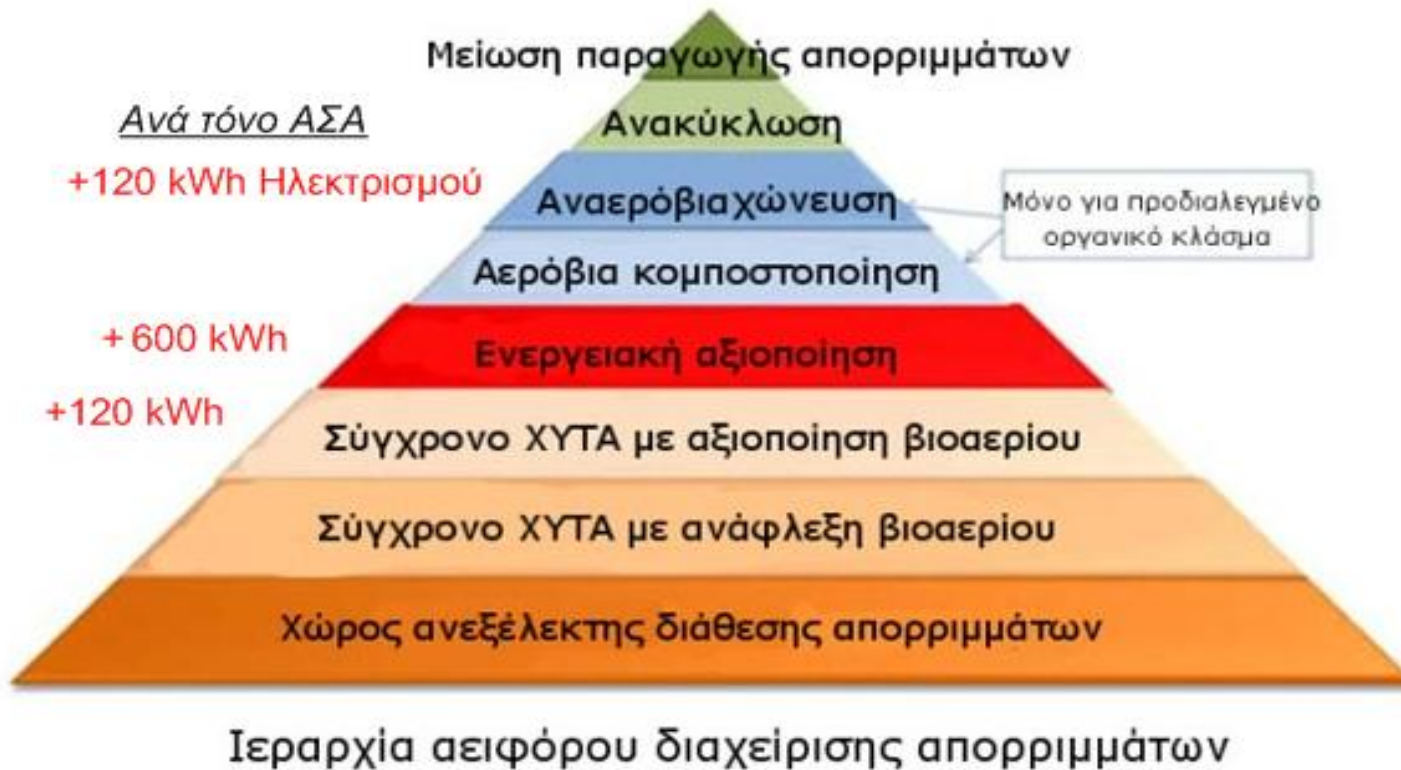 Μείωση παραγωγής απορριμμάτων
Ανά τόνο ΑΣΑ
Ανακύκλωση
+120 kWh Ηλεκτρισμού
Αναερόβια χώνευση
Μόνο για προδιαλεγμένο
οργανικό κλάσμα
Αερόβια κομποστοποίηση
+ 600 kWh
Ενεργειακή αξιοποίηση
+120 kWh
Σύγχρονο ΧΥΤΑ με αξιοποίηση βιοαερίου
Σύγχρονο ΧΥΤΑ με ανάφλεξη βιοαερίου
Χώρος ανεξέλεκτης διάθεσης απορριμμάτων
Ιεραρχία αειφόρου διαχείρισης απορριμμάτων